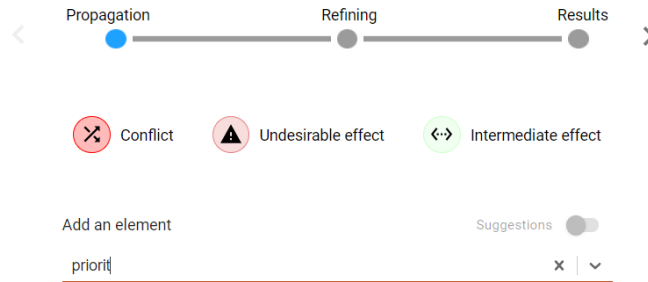 Propagation Refining Results
Conflict Undesirable effect Intermediate effect
Add an element Suggestions
priorit